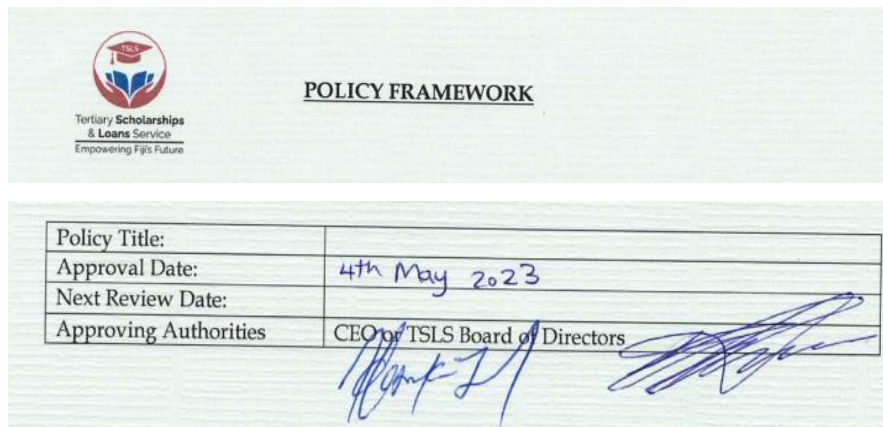 TSLS
Tertiary Scholarships
& Loans Service
Empowering Fiji's Future
POLICY FRAMEWORK
Policy Title:
Approval Date: 4th May 2023
Next Review Date:
Approving Authorities CEO or TSLS Board of Directors